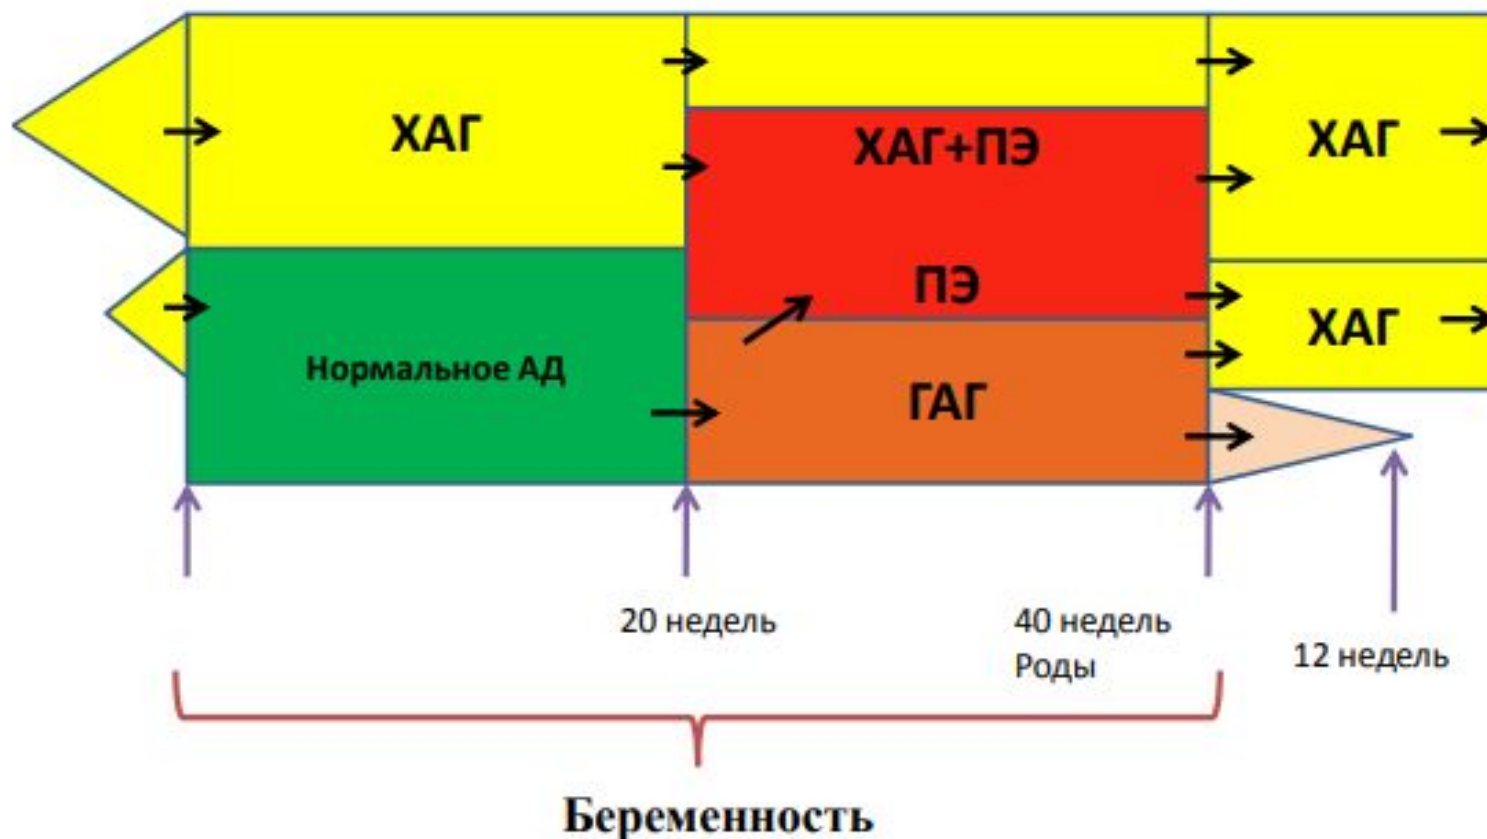 ХАГ
ХАГ+ПЭ
ХАГ
ПЭ
ХАГ
Нормальное АД
ГАГ
20 недель
40 недель
Роды
12 недель
Беременность